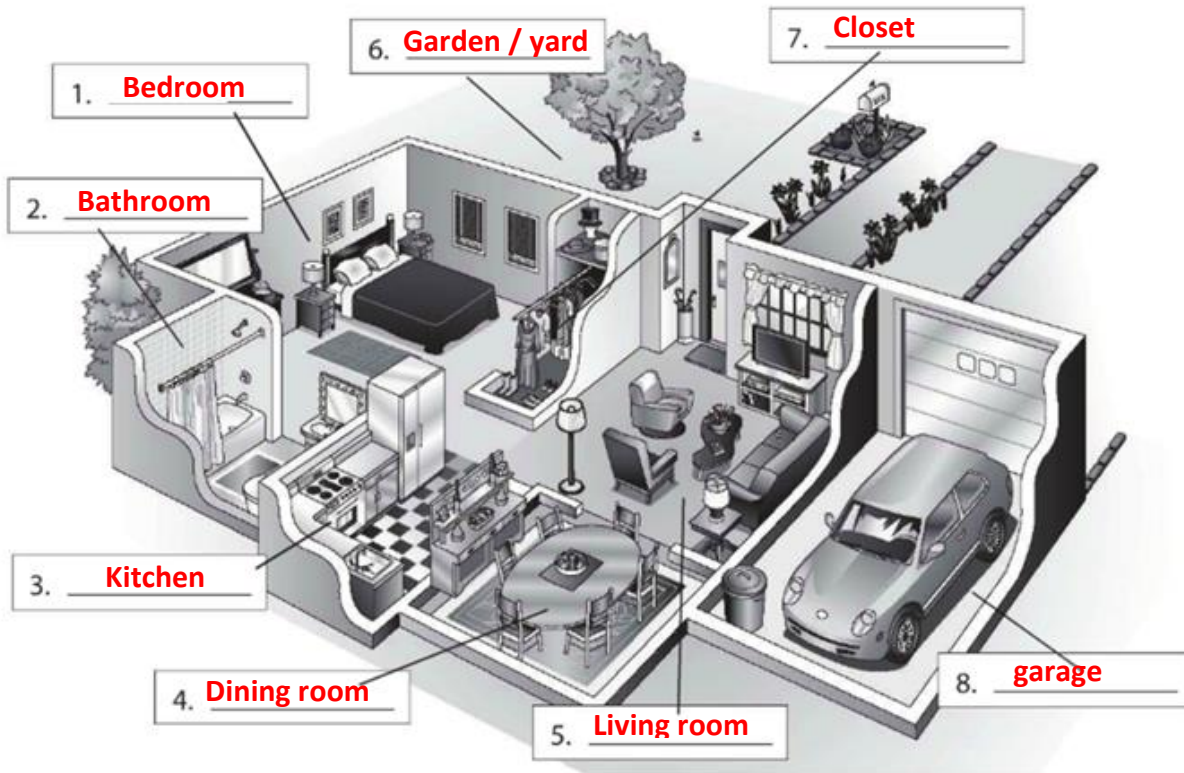 6. Garden / yard
7. Closet
1. Bedroom
2. Bathroom
3. Kitchen
4. Dining room
5. Living room
8. garage